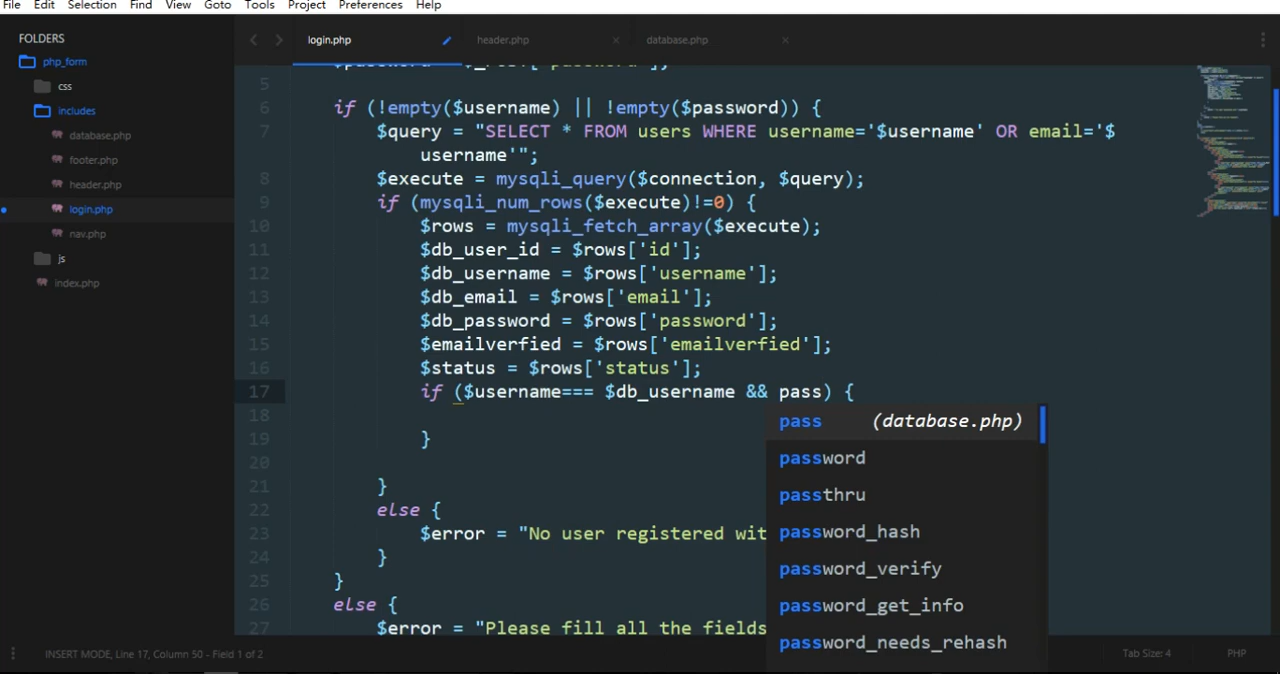 File Edit Selection Find View Goto Tools Project Preferences Help
FOLDERS
php_form
css
includes
database.php
footer.php
header.php
login.php
nav.php
js
index.php
login.php header.php × database.php ×
5
6 if (!empty($username) || !empty($password)) {
7 $query = "SELECT * FROM users WHERE username='$username' OR email='$
username'";
8 $execute = mysqli_query($connection, $query);
9 if (mysqli_num_rows($execute)!=0) {
10 $rows = mysqli_fetch_array($execute);
11 $db_user_id = $rows['id'];
12 $db_username = $rows['username'];
13 $db_email = $rows['email'];
14 $db_password = $rows['password'];
15 $emailverfied = $rows['emailverfied'];
16 $status = $rows['status'];
17 if ($username=== $db_username && pass) {
18
19 }
20
21 }
22 else {
23 $error = "No user registered wit
24 }
25 }
26 else {
27 $error = "Please fill all the fields
pass (database.php)
password
passthru
password_hash
password_verify
password_get_info
password_needs_rehash
INSERT MODE, Line 17, Column 50 - Field 1 of 2 Tab Size: 4 PHP